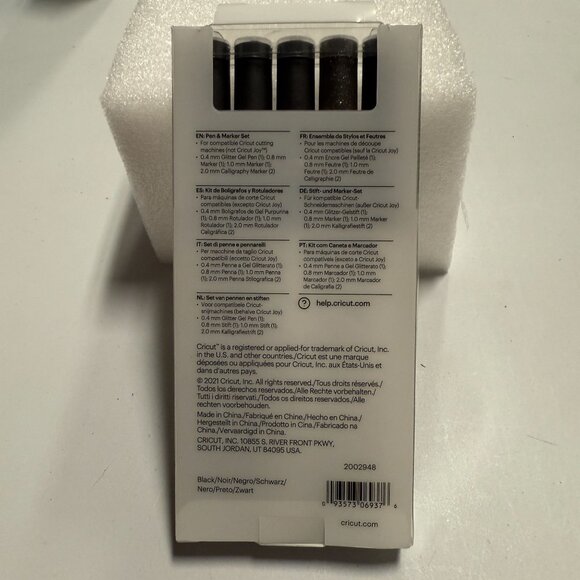 EN: Pen & Marker Set
• For compatible Cricut cutting
machines (not Cricut Joy™)
• 0.4 mm Glitter Gel Pen (1); 0.8 mm
Marker (1); 1.0 mm Marker (1);
2.0 mm Calligraphy Marker (2)
FR: Ensemble de Stylos et Feutres
• Pour les machines de découpe
Cricut compatibles (sauf la Cricut Joy)
• 0.4 mm Encre Gel Pailleté (1);
0.8 mm Feutre (1); 1.0 mm
Feutre (1); 2.0 mm Feutre de
Calligraphie (2)
ES: Kit de Bolígrafos y Rotuladores
• Para máquinas de corte Cricut
compatibles (excepto Cricut Joy)
• 0.4 mm Bolígrafos de Gel Purpurina
(1); 0.8 mm Rotulador (1); 1.0 mm
Rotulador (1); 2.0 mm Rotulador
Caligráfica (2)
DE: Stift- und Marker-Set
• Für kompatible Cricut-
Schneidemaschinen (außer Cricut Joy)
• 0.4 mm Glitzer-Gelstift (1);
0.8 mm Stift (1); 1.0 mm
Marker (1); 2.0 mm Kalligrafiestift (2)
IT: Set di penne e pennarelli
• Per macchine da taglio Cricut
compatibili (eccetto Cricut Joy)
• 0.4 mm Penna a Gel Glitterato (1);
0.8 mm Penna (1); 1.0 mm Penna
(1); 2.0 mm Penna Stilografica (2)
PT: Kit com Caneta e Marcador
• Para máquinas de corte Cricut
compatíveis (exceto a Cricut Joy)
• 0.4 mm Penna a Gel Glitterato (1);
0.8 mm Marcador (1); 1.0 mm
Marcador (1); 2.0 mm Marcador
de Caligrafia (2)
NL: Set van pennen en stiften
• Voor compatibele Cricut-
snijmachines (behalve Cricut Joy)
• 0.4 mm Glitter Gel Pen (1);
0.8 mm Stift (1); 1.0 mm Stift (1);
2.0 mm Kalligrafiestift (2)
? help.cricut.com
Cricut™ is a registered or applied-for trademark of Cricut, Inc.
in the U.S. and other countries./Cricut est une marque
déposées ou appliquées pour Cricut, Inc. aux États-Unis et
dans d'autres pays.
© 2021 Cricut, Inc. All rights reserved./Tous droits réservés./
Todos los derechos reservados./Alle Rechte vorbehalten./
Tutti i diritti riservati./Todos os direitos reservados./Alle
rechten voorbehouden.
Made in China./Fabriqué en Chine./Hecho en China./
Hergestellt in China./Prodotto in Cina./Fabricado na
China./Vervaardigd in China.
CRICUT, INC. 10855 S. RIVER FRONT PKWY,
SOUTH JORDAN, UT 84095 USA.
2002948
Black/Noir/Negro/Schwarz/
Nero/Preto/Zwart
0 93573 06937 6
cricut.com